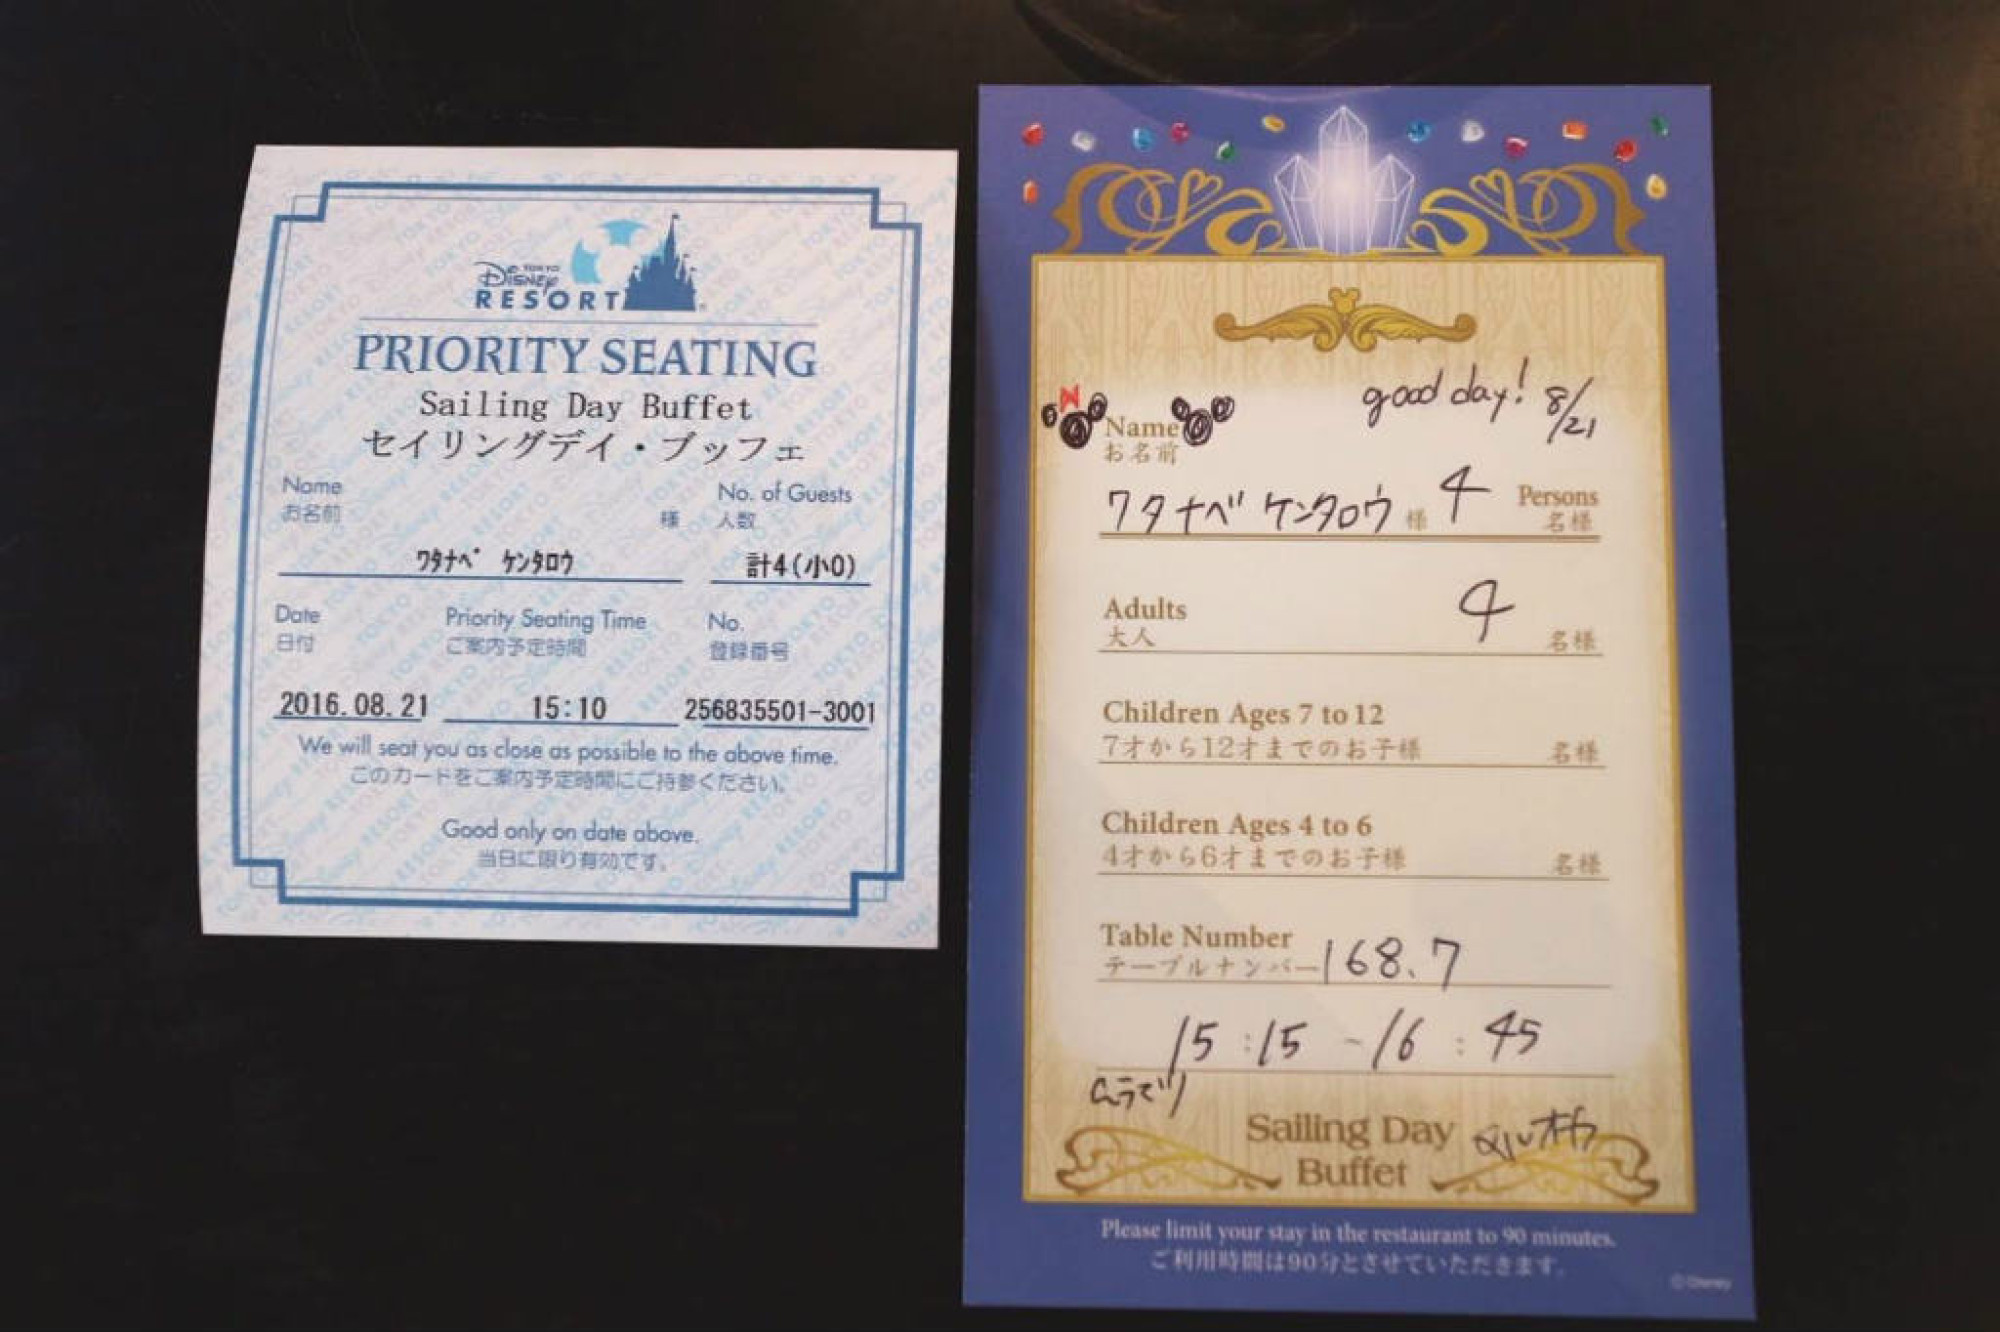 TOKYO
Disney
RESORT
PRIORITY SEATING
Sailing Day Buffet
セイリングデイ・ブッフェ
Name
お名前
様
No. of Guests
人数
ﾜﾀﾅﾍﾞ ｹﾝﾀﾛｳ
計4(小0)
Date
日付
Priority Seating Time
ご案内予定時間
No.
登録番号
2016.08.21
15:10
256835501-3001
We will seat you as close as possible to the above time.
このカードをご案内予定時間にご持参ください。
Good only on date above.
当日に限り有効です。
good day! 8/21
Name
お名前
ワタナベ ケンタロウ 様 4 Persons
名様
Adults
大人
4 名様
Children Ages 7 to 12
7才から12才までのお子様 名様
Children Ages 4 to 6
4才から6才までのお子様 名様
Table Number
テーブルナンバー 168.7
15:15 ~ 16:45
Sailing Day
Buffet
Please limit your stay in the restaurant to 90 minutes.
ご利用時間は90分とさせていただきます。
©Disney